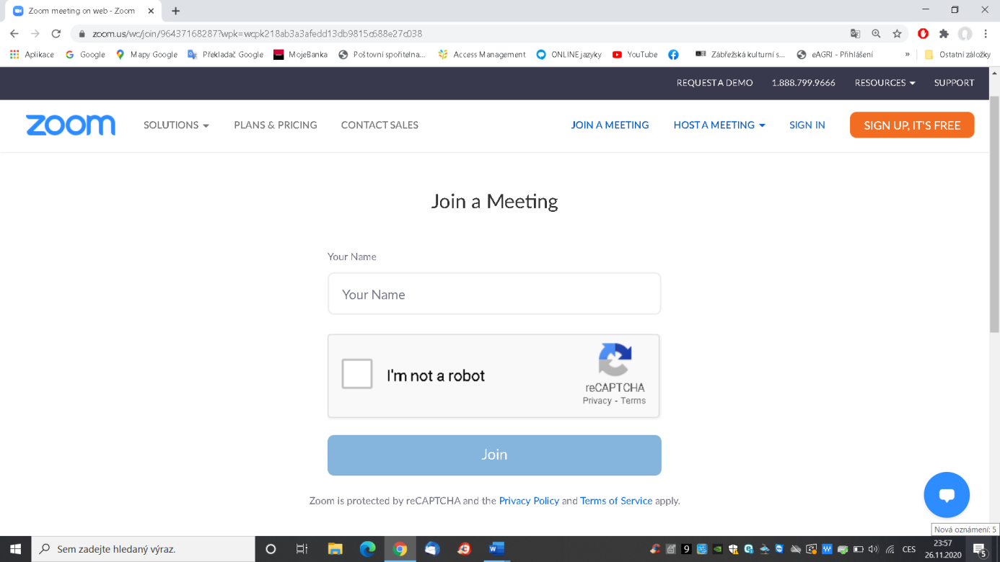 Zoom meeting on web - Zoom
zoom.us/wc/join/96437168287?wpk=wcpk218ab3a3afedd13db9815c688e27c038
Aplikace Google Mapy Google Překladač Google MojeBanka Poštovní spořitelna... Access Management ONLINE jazyky YouTube Zábřežská kulturní s... eAGRI - Přihlášení » Ostatní záložky
REQUEST A DEMO 1.888.799.9666 RESOURCES SUPPORT
zoom SOLUTIONS PLANS & PRICING CONTACT SALES JOIN A MEETING HOST A MEETING SIGN IN SIGN UP, IT'S FREE
Join a Meeting
Your Name
Your Name
I'm not a robot
reCAPTCHA
Privacy - Terms
Join
Zoom is protected by reCAPTCHA and the Privacy Policy and Terms of Service apply.
Nová oznámení: 5
Sem zadejte hledaný výraz.
9
CES
23:57
26.11.2020
5